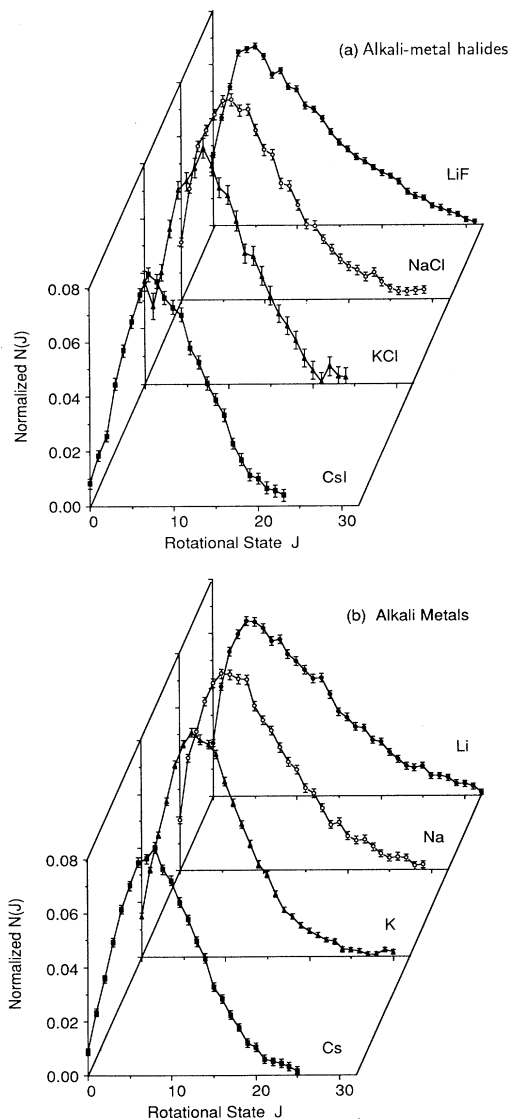 (a) Alkali-metal halides
LiF
NaCl
KCl
CsI
0.08
0.06
0.04
0.02
0.00
Normalized N(J)
0
10
20
30
Rotational State J
(b) Alkali Metals
Li
Na
K
Cs
0.08
0.06
0.04
0.02
0.00
Normalized N(J)
0
10
20
30
Rotational State J